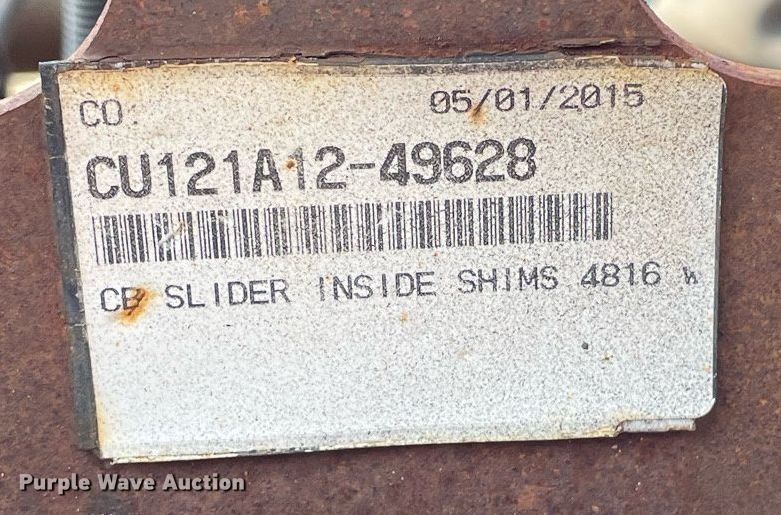 CO. 05/01/2015
CU121A12-49628
CB SLIDER INSIDE SHIMS 4816 W
Purple Wave Auction